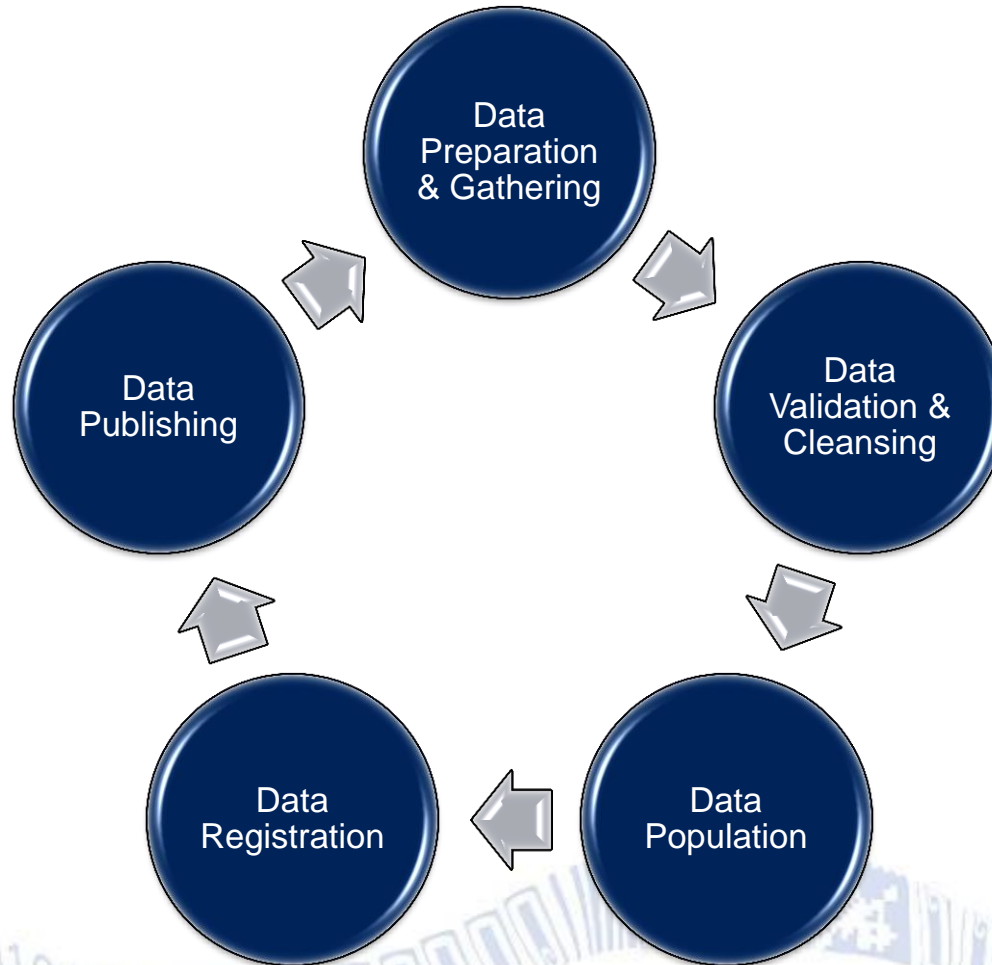 Data
Preparation
& Gathering
Data
Validation &
Cleansing
Data
Population
Data
Registration
Data
Publishing